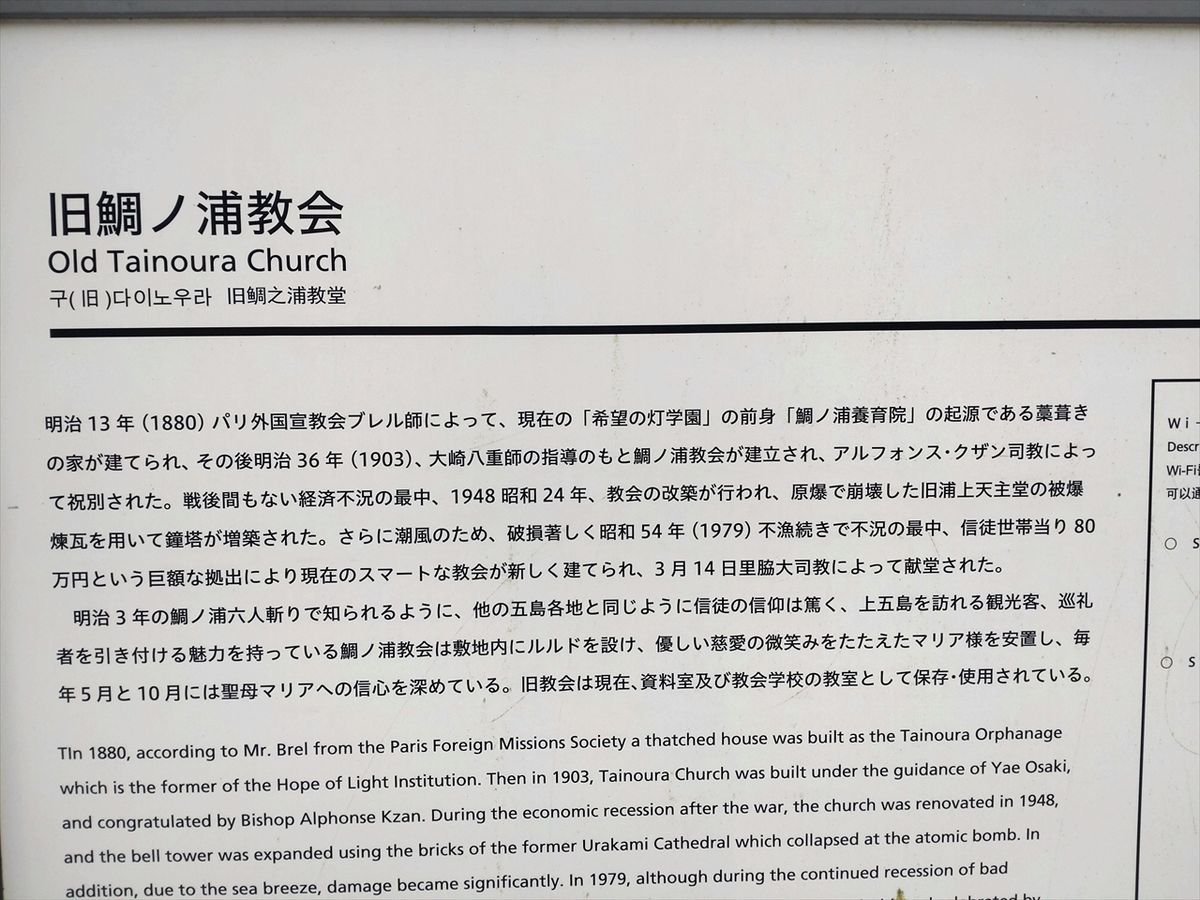 旧鯛ノ浦教会
Old Tainoura Church
구( 旧 )다이노우라 旧鲷之浦教堂
明治 13 年（1880）パリ外国宣教会ブレル師によって、現在の「希望の灯学園」の前身「鯛ノ浦養育院」の起源である藁葺き
の家が建てられ、その後明治 36 年（1903）、大崎八重師の指導のもと鯛ノ浦教会が建立され、アルフォンス・クザン司教によっ
て祝別された。戦後間もない経済不況の最中、1948 昭和 24 年、教会の改築が行われ、原爆で崩壊した旧浦上天主堂の被爆
煉瓦を用いて鐘塔が増築された。さらに潮風のため、破損著しく昭和 54 年（1979）不漁続きで不況の最中、信徒世帯当り 80
万円という巨額な拠出により現在のスマートな教会が新しく建てられ、3 月 14 日里脇大司教によって献堂された。
明治 3 年の鯛ノ浦六人斬りで知られるように、他の五島各地と同じように信徒の信仰は篤く、上五島を訪れる観光客、巡礼
者を引き付ける魅力を持っている鯛ノ浦教会は敷地内にルルドを設け、優しい慈愛の微笑みをたたえたマリア様を安置し、毎
年 5 月と 10 月には聖母マリアへの信心を深めている。旧教会は現在、資料室及び教会学校の教室として保存・使用されている。
TIn 1880, according to Mr. Brel from the Paris Foreign Missions Society a thatched house was built as the Tainoura Orphanage
which is the former of the Hope of Light Institution. Then in 1903, Tainoura Church was built under the guidance of Yae Osaki,
and congratulated by Bishop Alphonse Kzan. During the economic recession after the war, the church was renovated in 1948,
and the bell tower was expanded using the bricks of the former Urakami Cathedral which collapsed at the atomic bomb. In
addition, due to the sea breeze, damage became significantly. In 1979, although during the continued recession of bad
Wi -
Descr
Wi-Fi
可以通
○ S
○ S